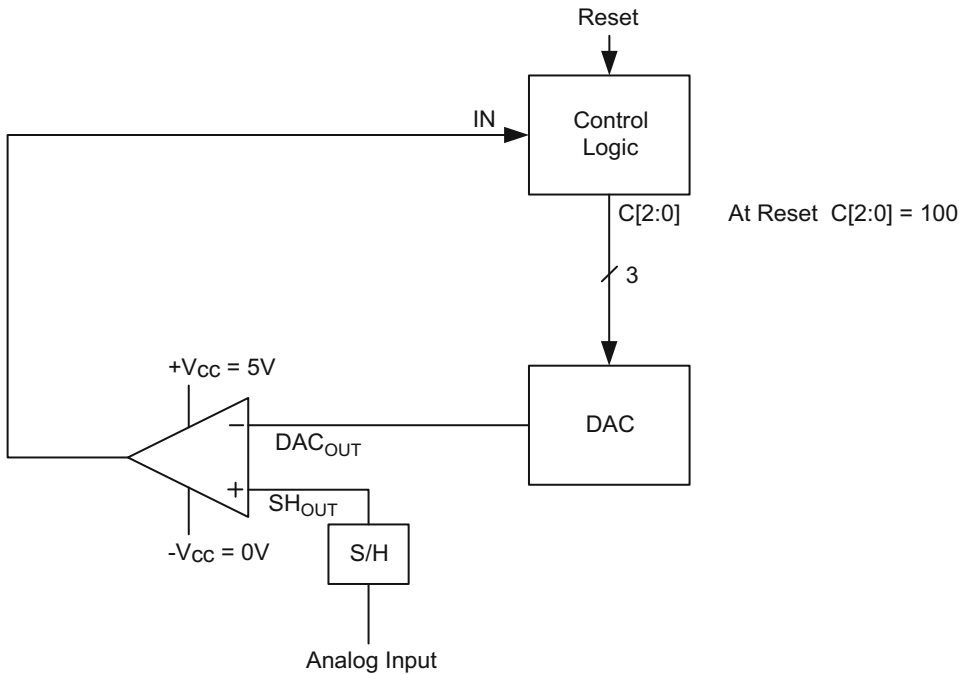 Reset
IN
Control
Logic
C[2:0]
At Reset C[2:0] = 100
3
+VCC = 5V
DAC
−
DACOUT
+
SHOUT
-VCC = 0V
S/H
Analog Input